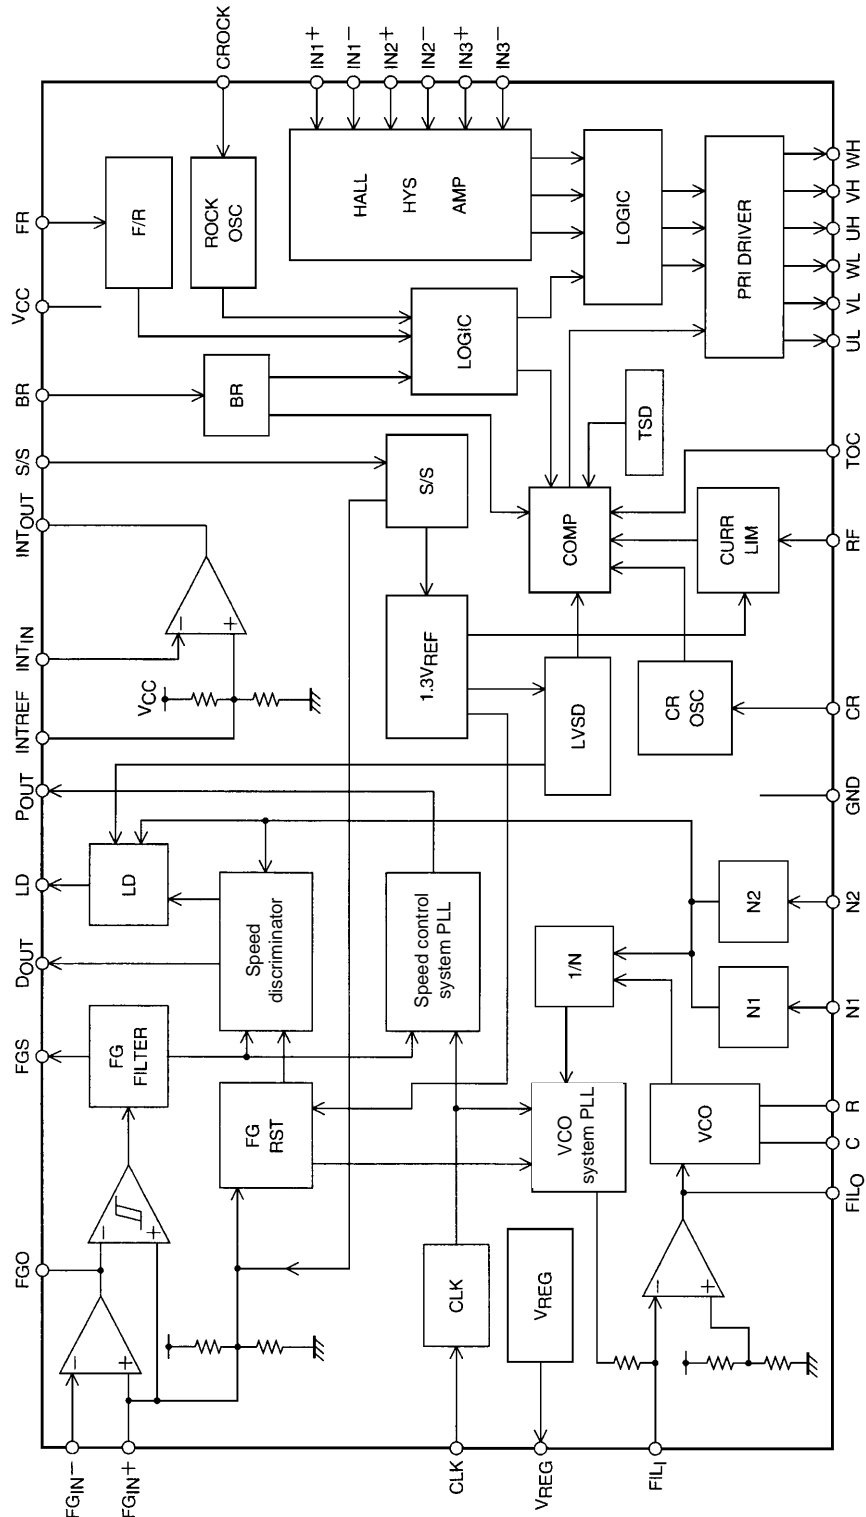 FGO
FGS
DOUT
LD
POUT
INTREF
INTIN
INTOUT
S/S
BR
VCC
FR
CROCK
IN1+
IN1−
IN2+
IN2−
IN3+
IN3−
FGIN−
FGIN+
−
+
−
+
FG
FILTER
LD
VCC
−
+
BR
F/R
ROCK
OSC
HALL
HYS
AMP
FG
RST
Speed
discriminator
Speed control
system PLL
1.3VREF
S/S
LOGIC
LOGIC
CLK
CLK
VREG
VREG
VCO
system PLL
1/N
LVSD
COMP
TSD
PRI DRIVER
FILI
−
+
VCO
N1
N2
CR
OSC
CURR
LIM
FILO
C
R
N1
N2
GND
CR
RF
TOC
UL
VL
WL
UH
VH
WH